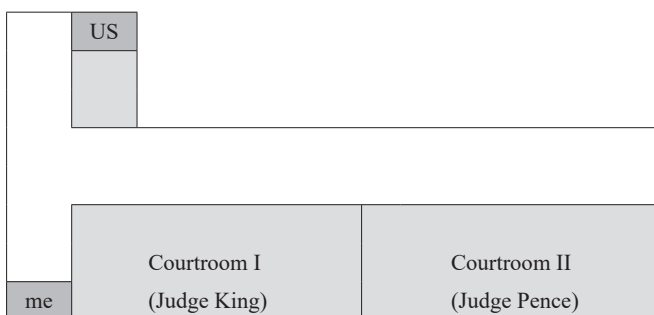 US
Courtroom I
(Judge King)
Courtroom II
(Judge Pence)
me